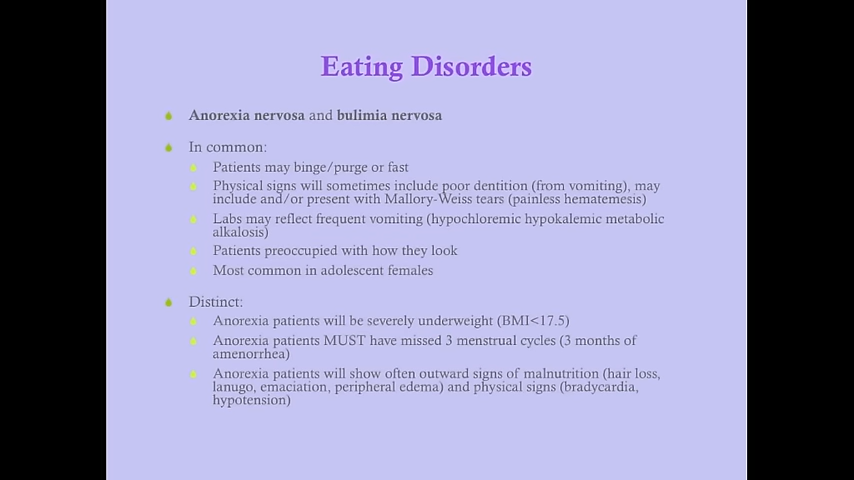 Eating Disorders
Anorexia nervosa and bulimia nervosa
In common:
Patients may binge/purge or fast
Physical signs will sometimes include poor dentition (from vomiting), may
include and/or present with Mallory-Weiss tears (painless hematemesis)
Labs may reflect frequent vomiting (hypochloremic hypokalemic metabolic
alkalosis)
Patients preoccupied with how they look
Most common in adolescent females
Distinct:
Anorexia patients will be severely underweight (BMI<17.5)
Anorexia patients MUST have missed 3 menstrual cycles (3 months of
amenorrhea)
Anorexia patients will show often outward signs of malnutrition (hair loss,
lanugo, emaciation, peripheral edema) and physical signs (bradycardia,
hypotension)